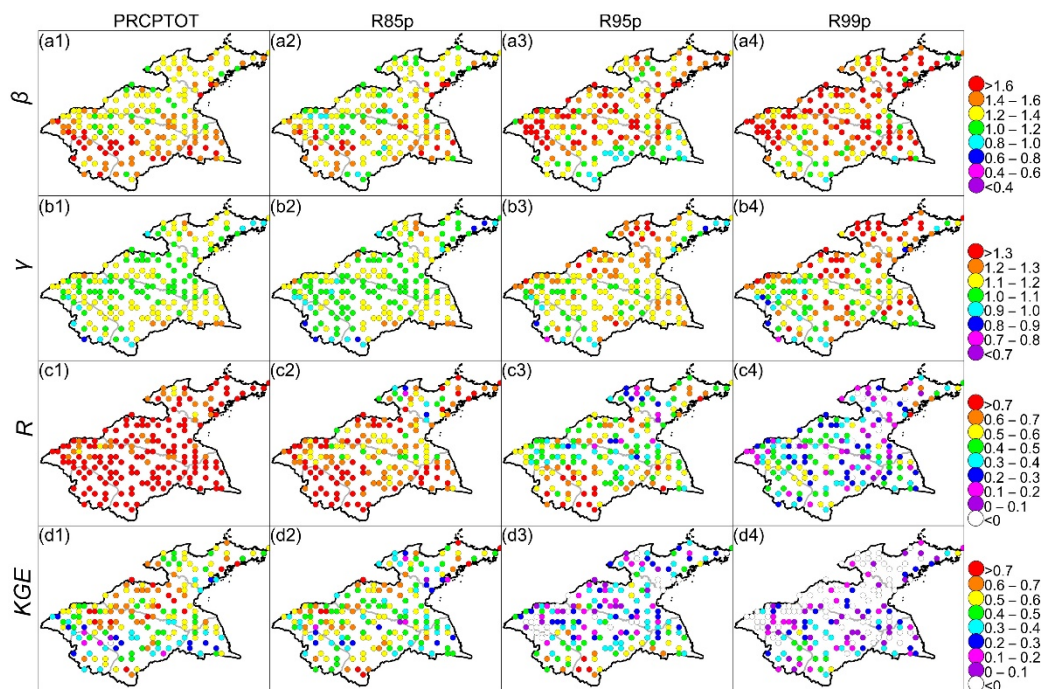 PRCPTOT R85p R95p R99p
(a1) (a2) (a3) (a4)
β
>1.6
1.4 – 1.6
1.2 – 1.4
1.0 – 1.2
0.8 – 1.0
0.6 – 0.8
0.4 – 0.6
<0.4
(b1) (b2) (b3) (b4)
γ
>1.3
1.2 – 1.3
1.1 – 1.2
1.0 – 1.1
0.9 – 1.0
0.8 – 0.9
0.7 – 0.8
<0.7
(c1) (c2) (c3) (c4)
R
>0.7
0.6 – 0.7
0.5 – 0.6
0.4 – 0.5
0.3 – 0.4
0.2 – 0.3
0.1 – 0.2
0 – 0.1
<0
(d1) (d2) (d3) (d4)
KGE
>0.7
0.6 – 0.7
0.5 – 0.6
0.4 – 0.5
0.3 – 0.4
0.2 – 0.3
0.1 – 0.2
0 – 0.1
<0